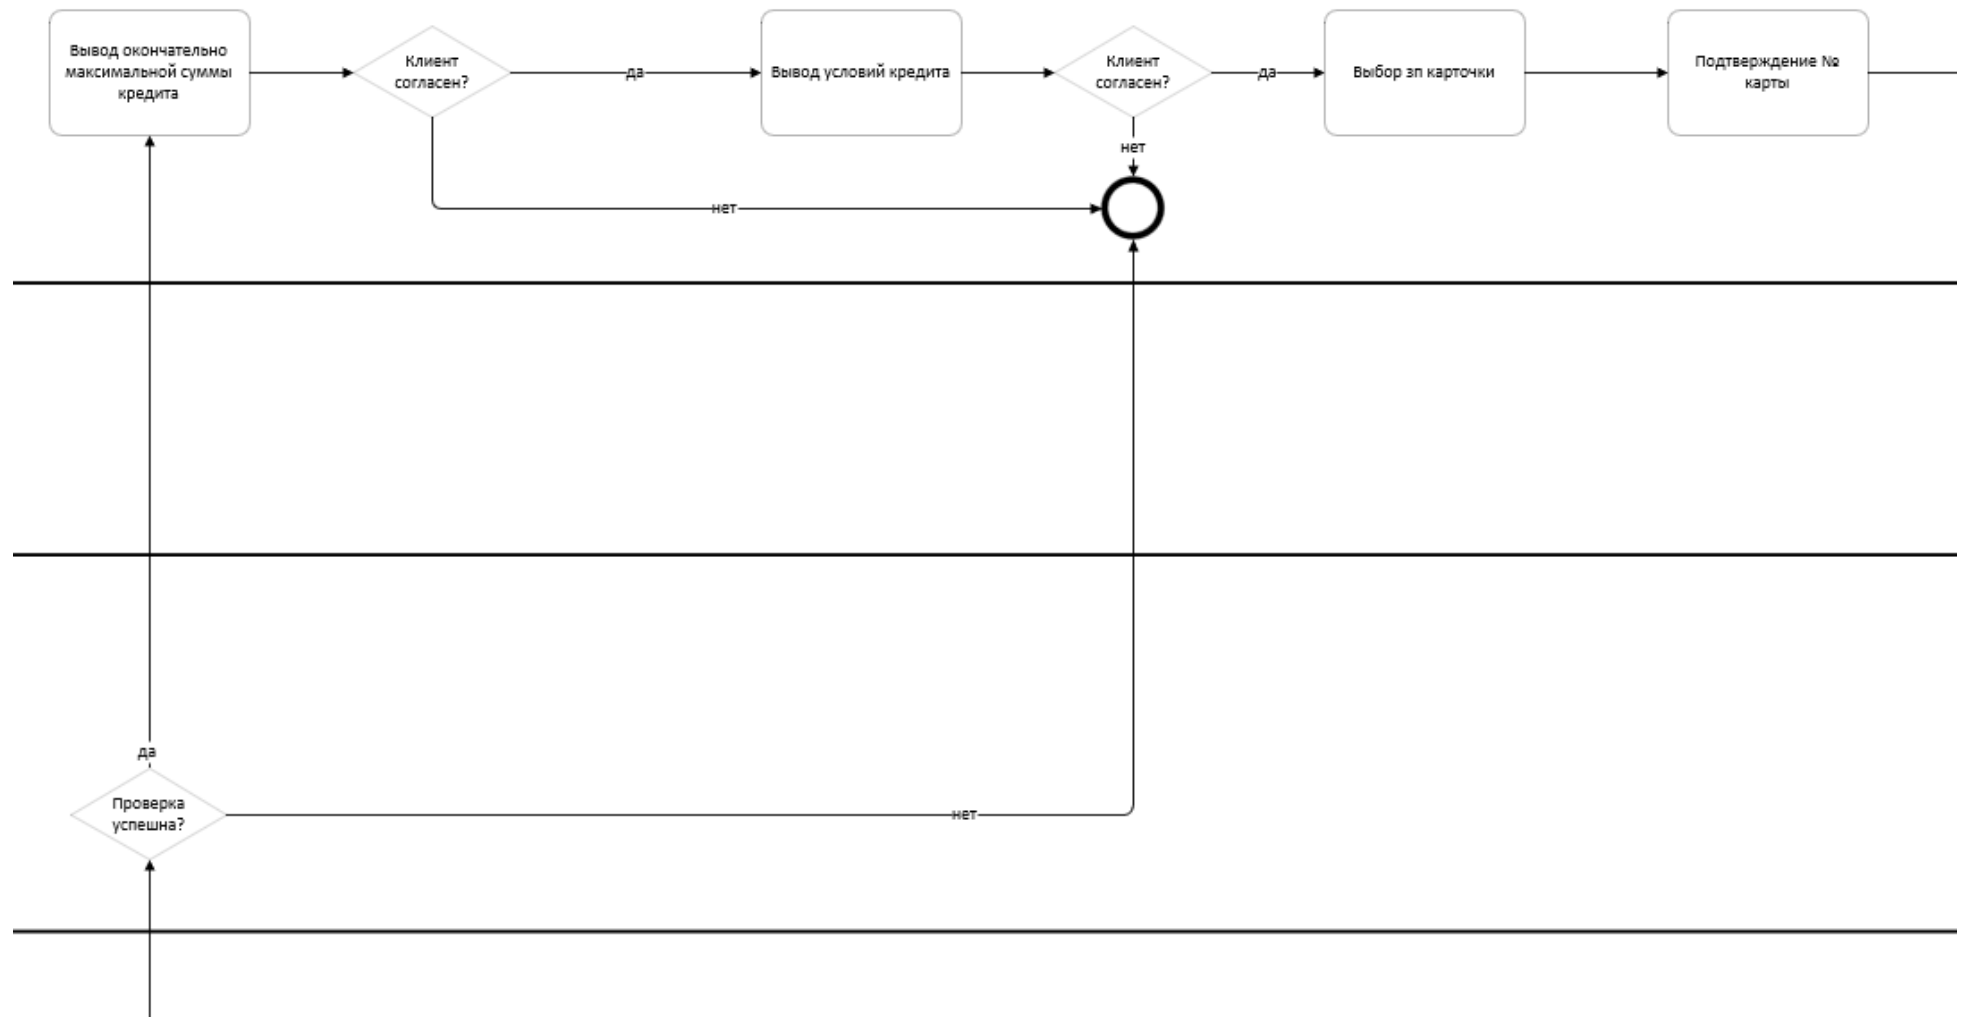 Вывод окончательно
максимальной суммы
кредита
Клиент
согласен?
да
Вывод условий кредита
Клиент
согласен?
да
Выбор зп карточки
Подтверждение №
карты
нет
нет
да
Проверка
успешна?
нет